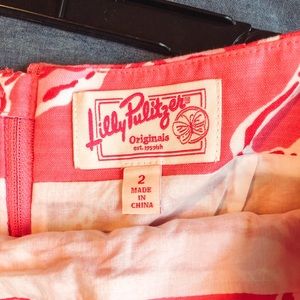 Lilly Pulitzer®
Originals
est. 1959ish
2
MADE IN
CHINA